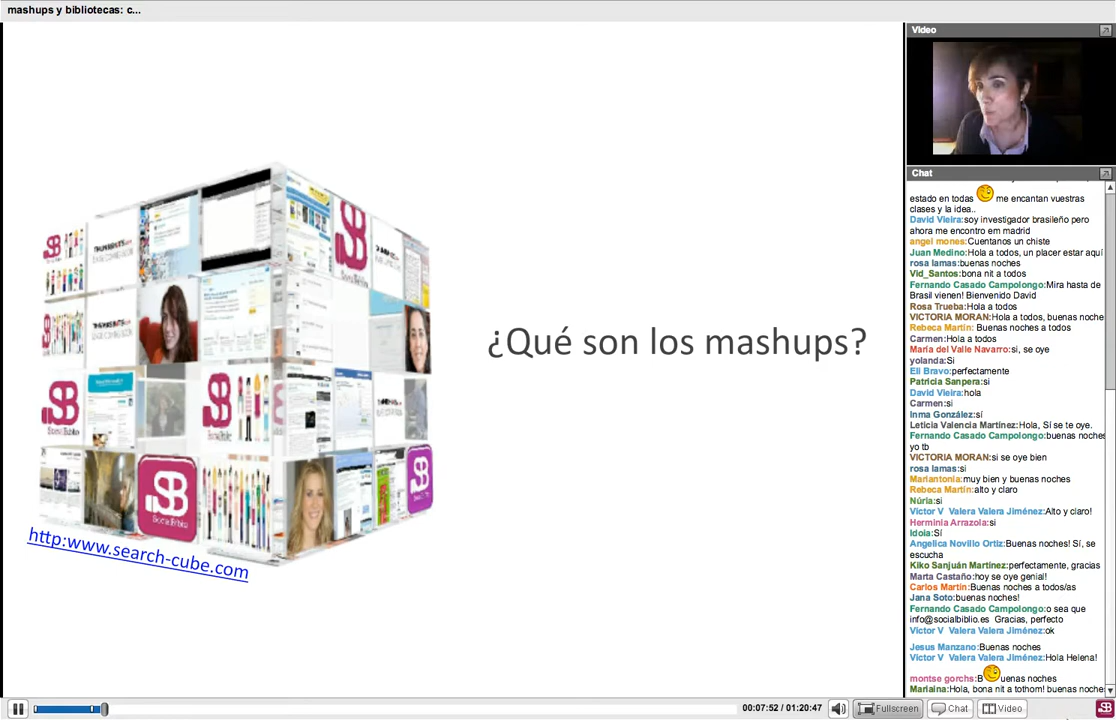 mashups y bibliotecas: c...
¿Qué son los mashups?
http:www.search-cube.com
Video
Chat
estado en todas me encantan vuestras
clases y la idea..
David Vieira:soy investigador brasileño pero
ahora me encontro em madrid
angel mones:Cuentanos un chiste
Juan Medino:Hola a todos, un placer estar aquí
rosa lamas:buenas noches
Vid_Santos:bona nit a todos
Fernando Casado Campolongo:Mira hasta de
Brasil vienen! Bienvenido David
Rosa Trueba:Hola a todos
VICTORIA MORAN:Hola a todos, buenas noche
Rebeca Martín: Buenas noches a todos
Carmen:Hola a todos
María del Valle Navarro:si, se oye
yolanda:Si
Eli Bravo:perfectamente
Patricia Sanpera:si
David Vieira:hola
Carmen:si
Inma González:sí
Leticia Valencia Martínez:Hola, Sí se te oye.
Fernando Casado Campolongo:buenas noches
yo tb
VICTORIA MORAN:si se oye bien
rosa lamas:si
Mariantonia:muy bien y buenas noches
Rebeca Martín:alto y claro
Núria:si
Victor V Valera Valera Jiménez:Alto y claro!
Herminia Arrazola:si
Idoia:Sí
Angelica Novillo Ortiz:Buenas noches! Sí, se
escucha
Kiko Sanjuán Martínez:perfectamente, gracias
Marta Castaño:hoy se oye genial!
Carlos Martín:Buenas noches a todos/as
Jana Soto:buenas noches!
Fernando Casado Campolongo:o sea que
info@socialbiblio.es Gracias, perfecto
Victor V Valera Valera Jiménez:ok
Jesus Manzano:Buenas noches
Victor V Valera Valera Jiménez:Hola Helena!
montse gorchs:B uenas noches
Mariaina:Hola, bona nit a tothom! buenas noche
00:07:52 / 01:20:47
Fullscreen
Chat
Video
SB